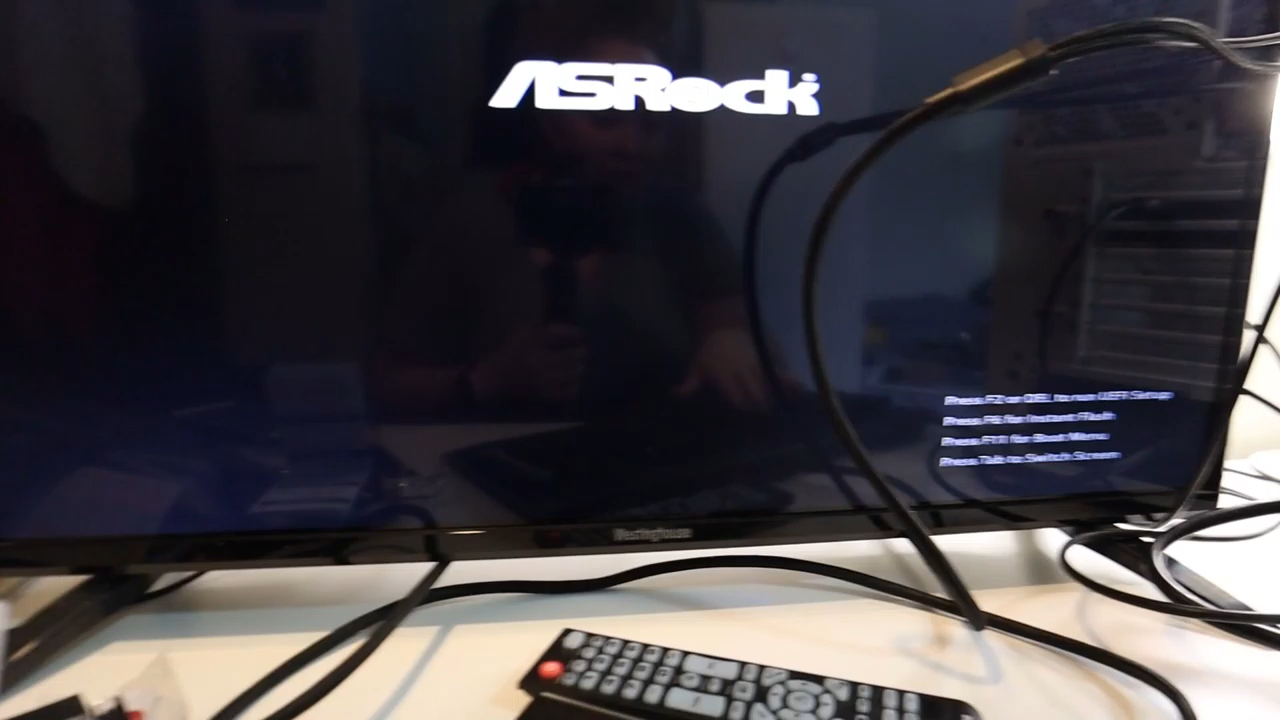 ASRock
Press F2 or DEL to run UEFI Setup
Press F6 for Instant Flash
Press F11 for Boot Menu
Press Tab to Switch Screen
Westinghouse